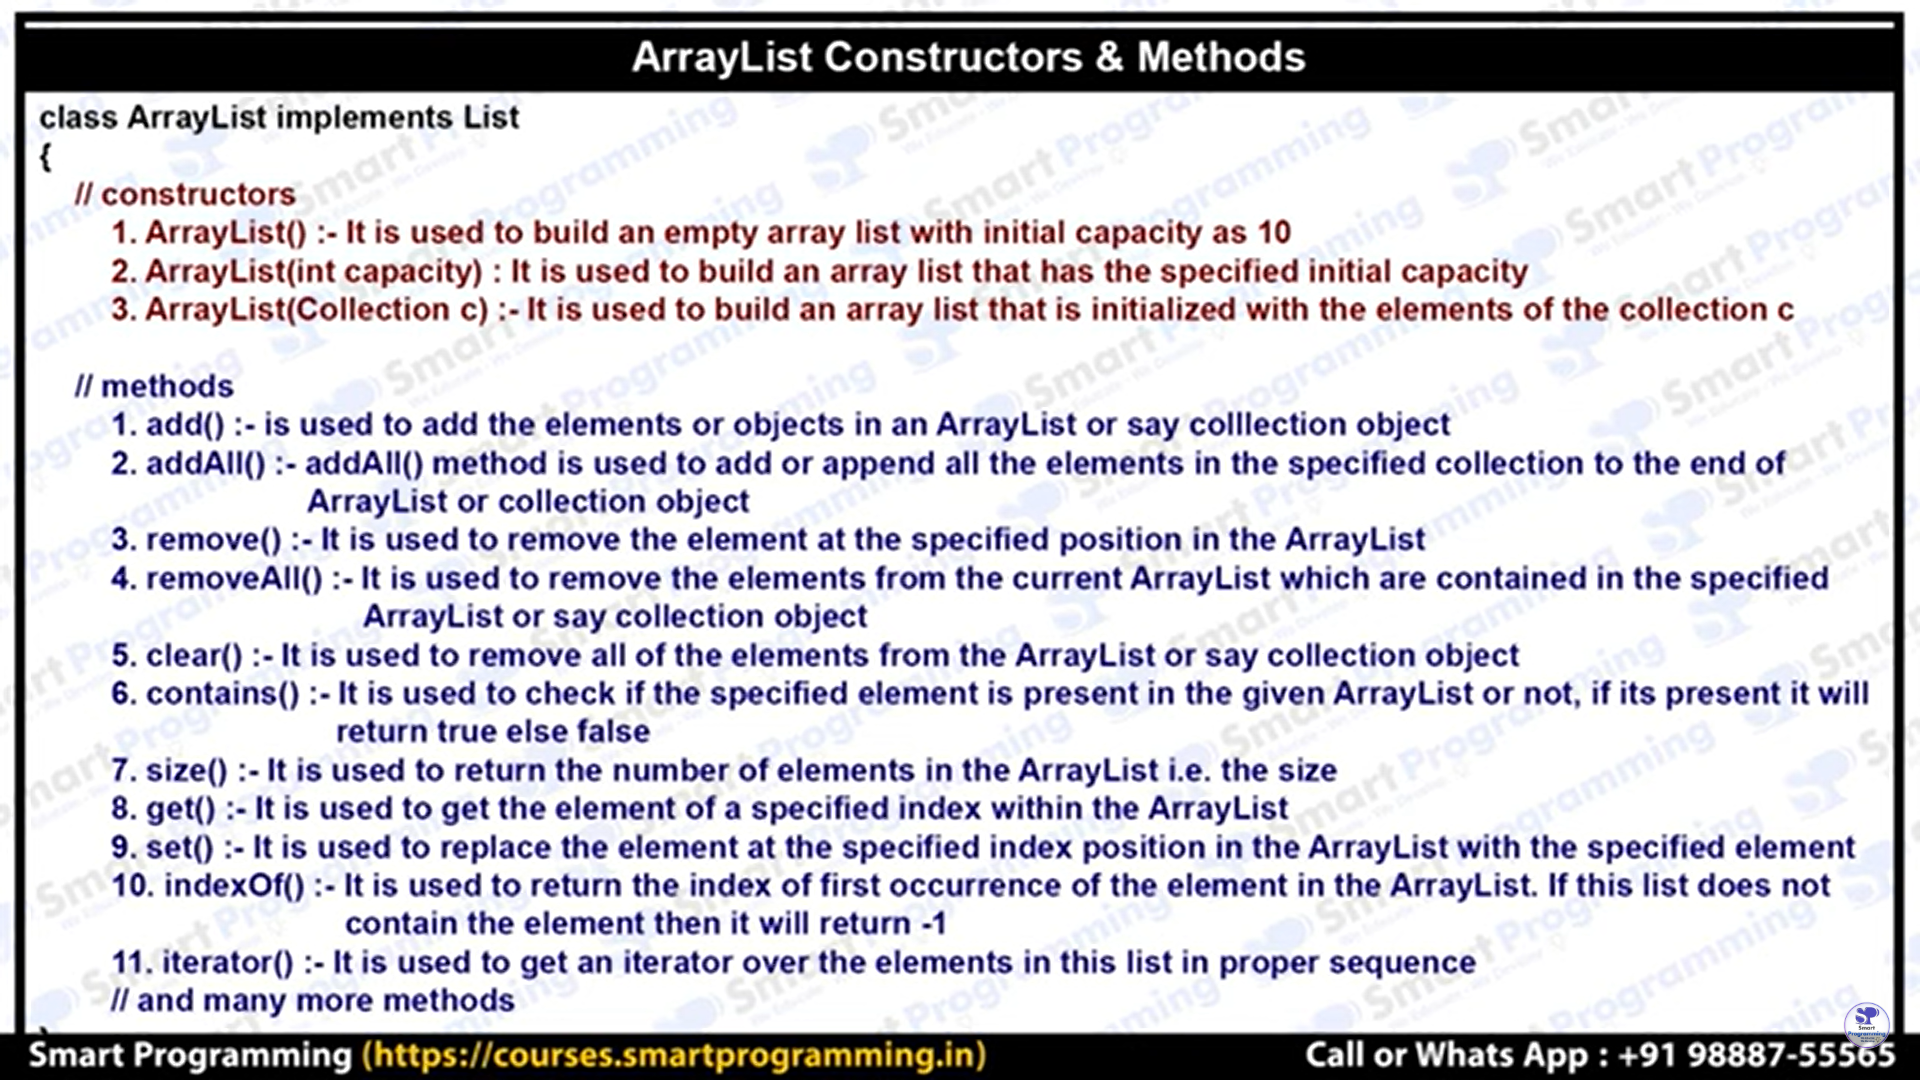 ArrayList Constructors & Methods
class ArrayList implements List
{
// constructors
1. ArrayList() :- It is used to build an empty array list with initial capacity as 10
2. ArrayList(int capacity) : It is used to build an array list that has the specified initial capacity
3. ArrayList(Collection c) :- It is used to build an array list that is initialized with the elements of the collection c
// methods
1. add() :- is used to add the elements or objects in an ArrayList or say colllection object
2. addAll() :- addAll() method is used to add or append all the elements in the specified collection to the end of
ArrayList or collection object
3. remove() :- It is used to remove the element at the specified position in the ArrayList
4. removeAll() :- It is used to remove the elements from the current ArrayList which are contained in the specified
ArrayList or say collection object
5. clear() :- It is used to remove all of the elements from the ArrayList or say collection object
6. contains() :- It is used to check if the specified element is present in the given ArrayList or not, if its present it will
return true else false
7. size() :- It is used to return the number of elements in the ArrayList i.e. the size
8. get() :- It is used to get the element of a specified index within the ArrayList
9. set() :- It is used to replace the element at the specified index position in the ArrayList with the specified element
10. indexOf() :- It is used to return the index of first occurrence of the element in the ArrayList. If this list does not
contain the element then it will return -1
11. iterator() :- It is used to get an iterator over the elements in this list in proper sequence
// and many more methods
Smart Programming (https://courses.smartprogramming.in)
Call or Whats App : +91 98887-55565
Smart
Programming